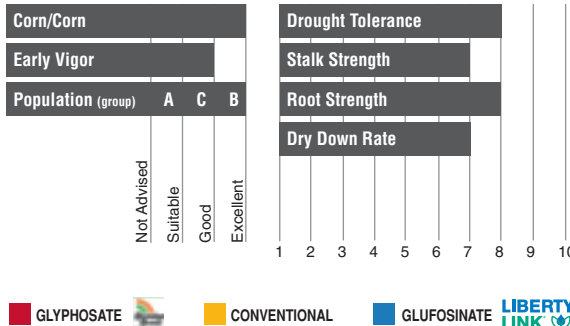 Corn/Corn
Early Vigor
Population (group) A C B
Not Advised
Suitable
Good
Excellent
Drought Tolerance
Stalk Strength
Root Strength
Dry Down Rate
1 2 3 4 5 6 7 8 9 10
GLYPHOSATE
CONVENTIONAL
GLUFOSINATE
LIBERTY
LINK